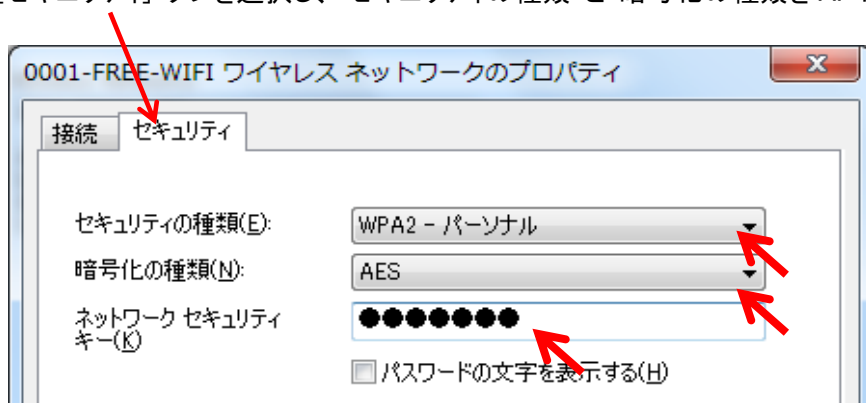 0001-FREE-WIFI ワイヤレス ネットワークのプロパティ
接続 セキュリティ
セキュリティの種類(E): WPA2 - パーソナル
暗号化の種類(N): AES
ネットワーク セキュリティ キー(K) ●●●●●●●
パスワードの文字を表示する(H)